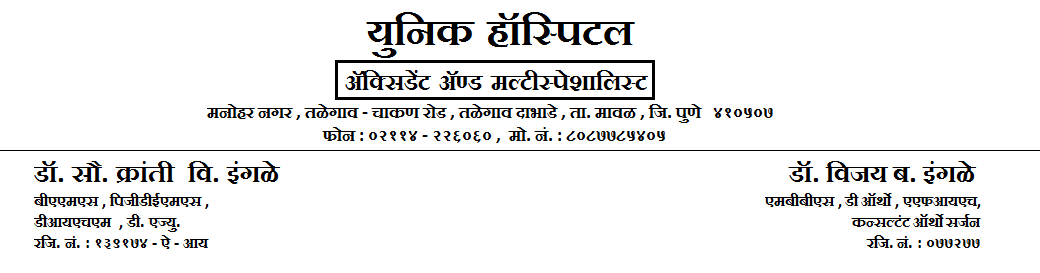 युनिक हॉस्पिटल
ॲक्सिडेंट ॲण्ड मल्टीस्पेशालिस्ट
मनोहर नगर , तळेगाव - चाकण रोड , तळेगाव दाभाडे , ता. मावळ , जि. पुणे ४१०५०७
फोन : ०२११४ - २२६०६० , मो. नं. : ८०८७७८५४०५
डॉ. सौ. क्रांती वि. इंगळे
बीएएमएस , पिजीडीईएमएस ,
डीआयएचएम , डी. एज्यु.
रजि. नं. : १३९१७४ - ऐ - आय
डॉ. विजय ब. इंगळे
एमबीबीएस , डी ऑर्थो , एएफआयएच,
कन्सल्टंट ऑर्थो सर्जन
रजि. नं. : ०७७२७७